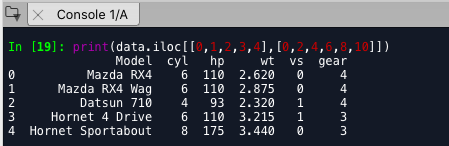 Console 1/A
In [19]: print(data.iloc[[0,1,2,3,4],[0,2,4,6,8,10]])
Model cyl hp wt vs gear
0 Mazda RX4 6 110 2.620 0 4
1 Mazda RX4 Wag 6 110 2.875 0 4
2 Datsun 710 4 93 2.320 1 4
3 Hornet 4 Drive 6 110 3.215 1 3
4 Hornet Sportabout 8 175 3.440 0 3